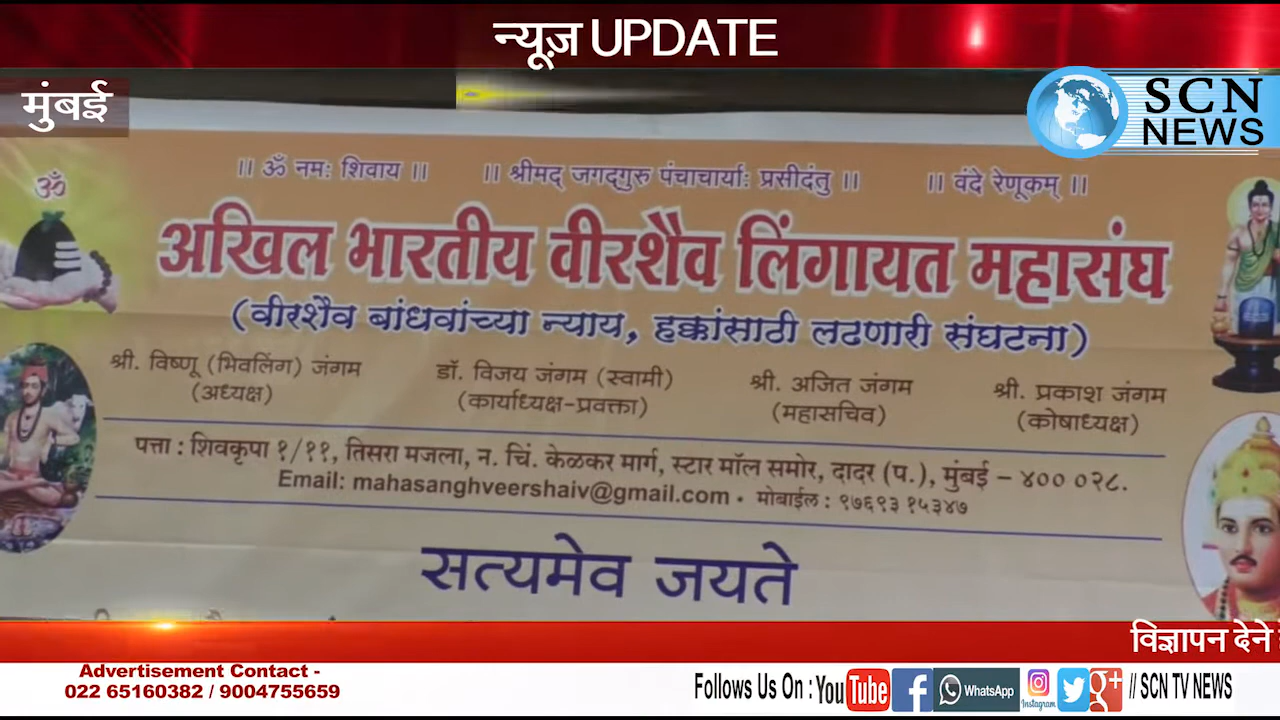 न्यूज़ UPDATE
मुंबई
SCN
NEWS
ॐ
॥ ॐ नमः शिवाय ॥ ॥ श्रीमद् जगद्गुरु पंचाचार्याः प्रसीदंतु ॥ ॥ वंदे रेणूकम् ॥
अखिल भारतीय वीरशैव लिंगायत महासंघ
(वीरशैव बांधवांच्या न्याय, हक्कांसाठी लढणारी संघटना)
श्री. विष्णू (भिवलिंग) जंगम डॉ. विजय जंगम (स्वामी) श्री. अजित जंगम श्री. प्रकाश जंगम
(अध्यक्ष) (कार्याध्यक्ष-प्रवक्ता) (महासचिव) (कोषाध्यक्ष)
पत्ता : शिवकृपा १/११, तिसरा मजला, न. चिं. केळकर मार्ग, स्टार मॉल समोर, दादर (प.), मुंबई – ४०० ०२८.
Email: mahasanghveershaiv@gmail.com • मोबाईल : ९७६९३ १५३४७
सत्यमेव जयते
विज्ञापन देने
Advertisement Contact -
022 65160382 / 9004755659
Follows Us On : You Tube f WhatsApp Instagram g+ // SCN TV NEWS